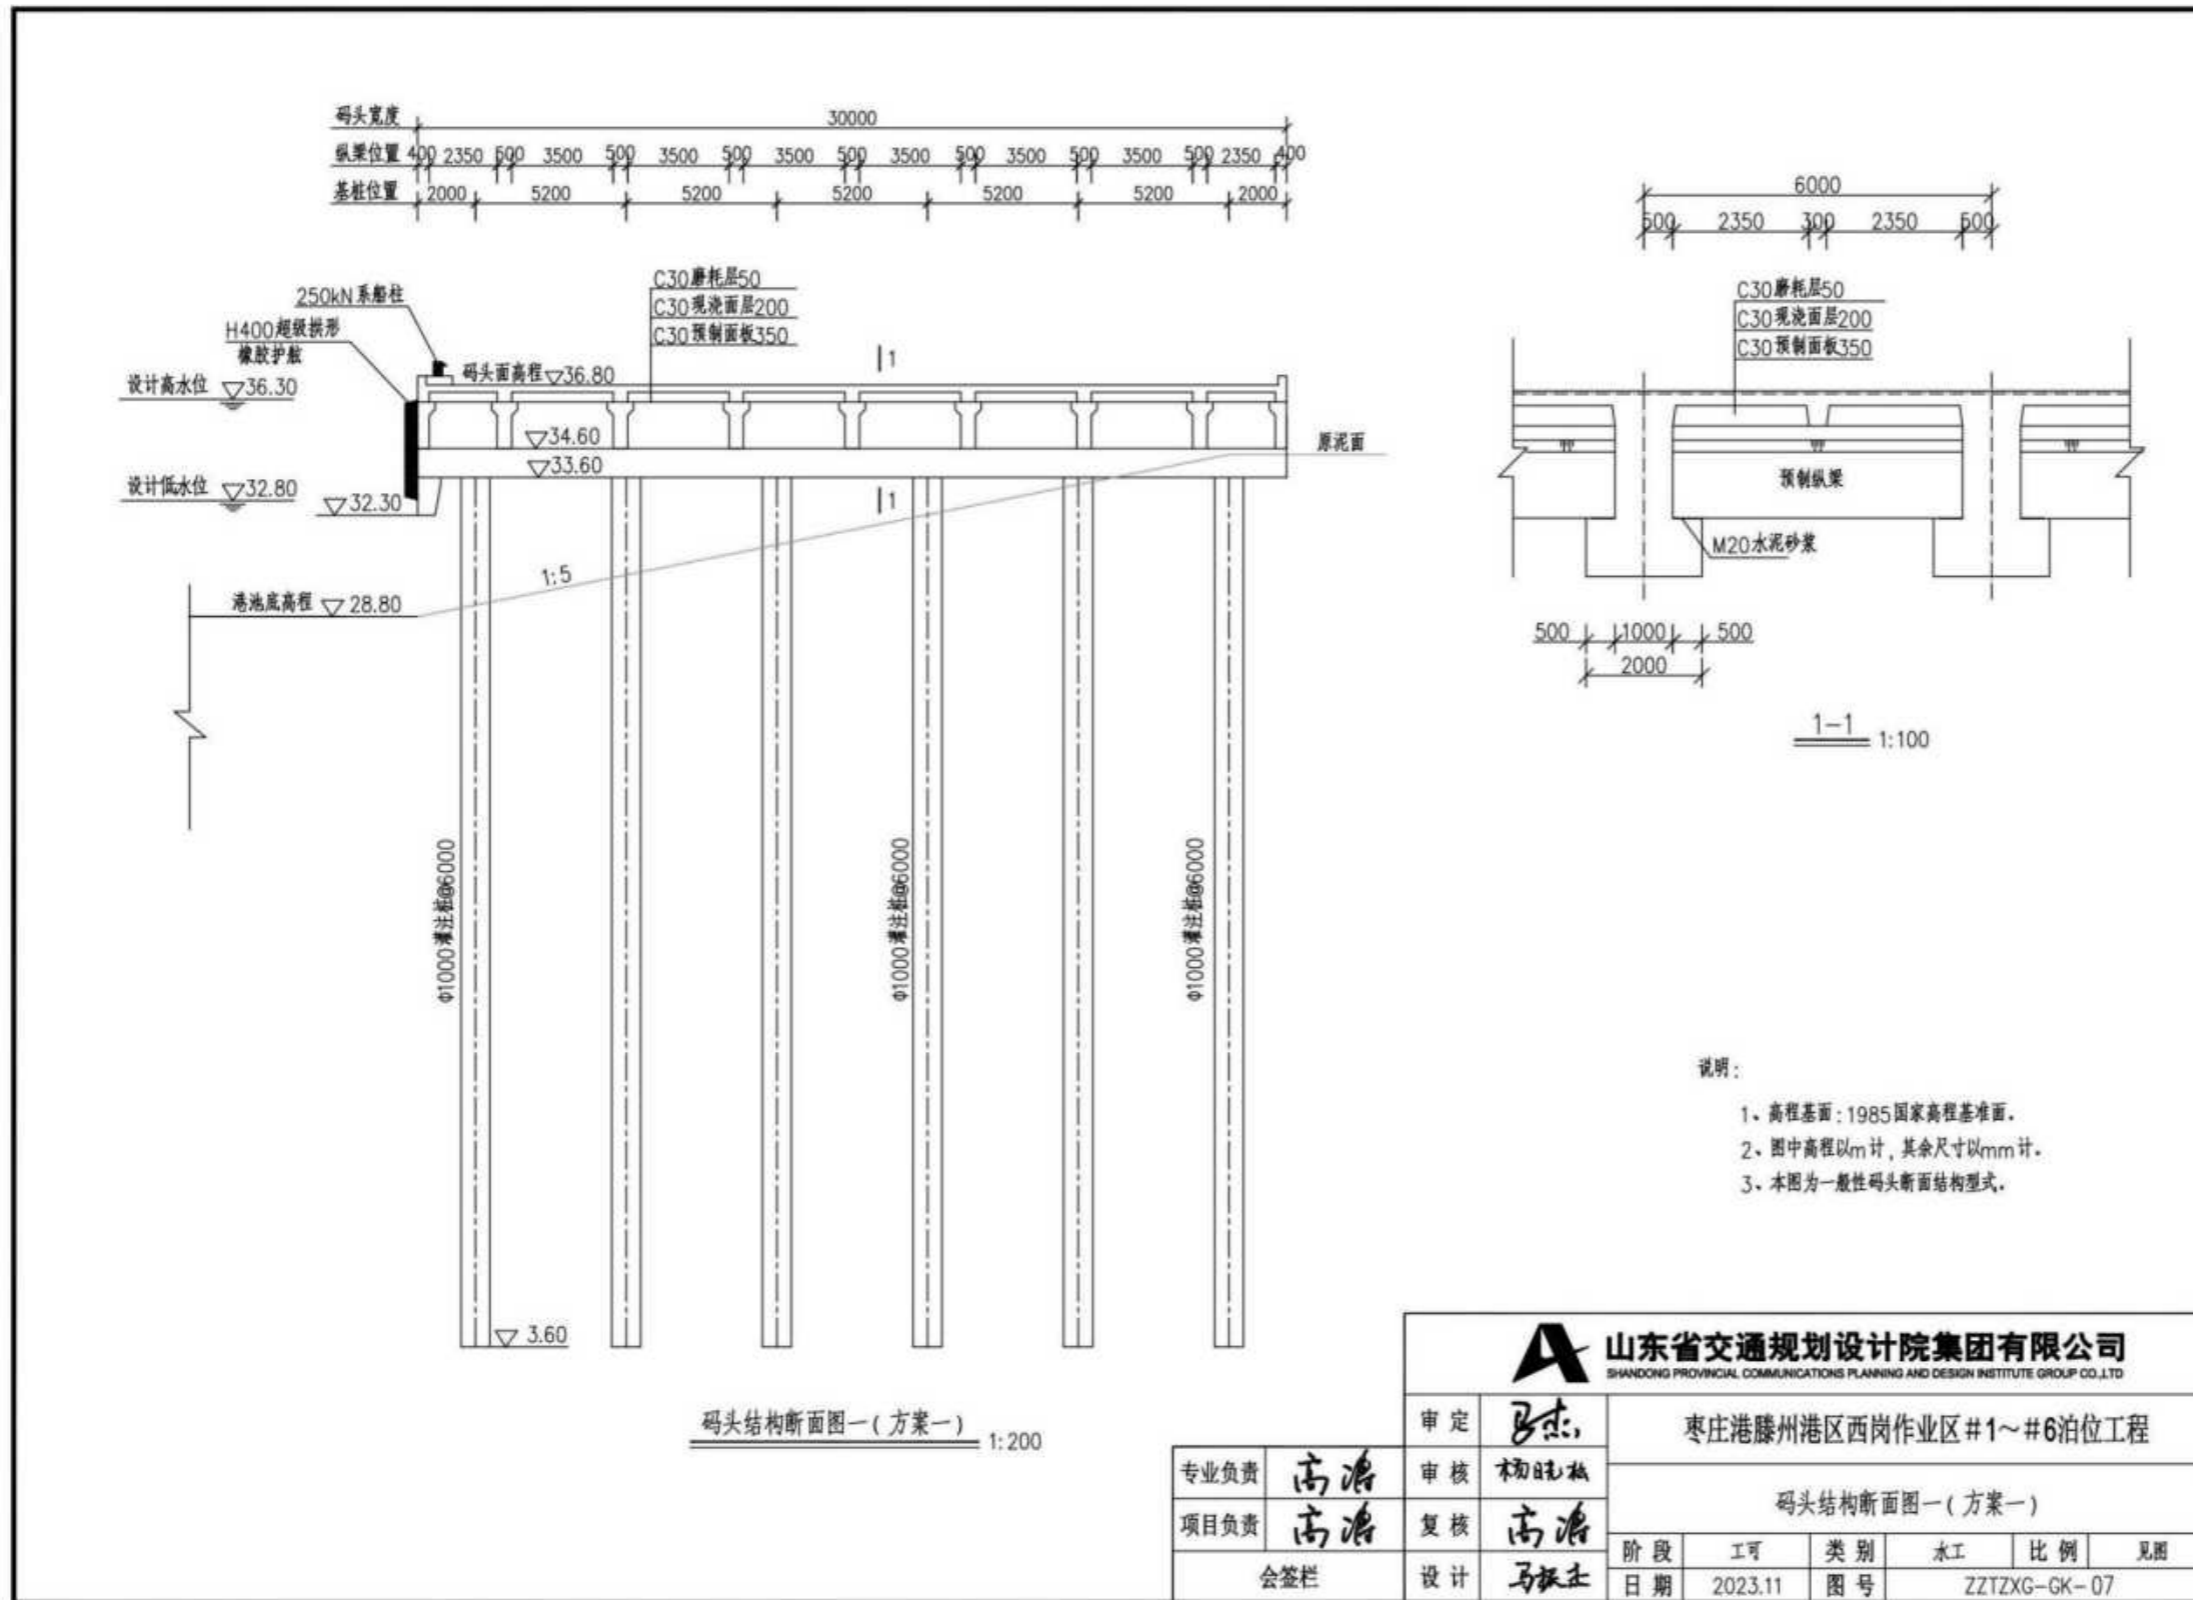 码头宽度 30000
纵梁位置 400 2350 500 3500 500 3500 500 3500 500 3500 500 3500 500 3500 500 2350 400
基桩位置 2000 5200 5200 5200 5200 5200 2000
250kN系船柱
H400超级拱形
橡胶护舷
C30磨耗层50
C30现浇面层200
C30预制面板350
1
设计高水位 36.30
码头面高程 36.80
34.60
33.60
原泥面
设计低水位 32.80
32.30
1
1:5
港池底高程 28.80
Φ1000灌注桩@6000
Φ1000灌注桩@6000
Φ1000灌注桩@6000
3.60
码头结构断面图一(方案一) 1:200
6000
500 2350 300 2350 500
C30磨耗层50
C30现浇面层200
C30预制面板350
预制纵梁
M20水泥砂浆
500 1000 500
2000
1-1 1:100
说明:
1、高程基面:1985国家高程基准面。
2、图中高程以m计,其余尺寸以mm计。
3、本图为一般性码头断面结构型式。
山东省交通规划设计院集团有限公司
SHANDONG PROVINCIAL COMMUNICATIONS PLANNING AND DESIGN INSTITUTE GROUP CO.,LTD
审定
枣庄港滕州港区西岗作业区#1~#6泊位工程
专业负责 审核
码头结构断面图一(方案一)
项目负责 复核
阶段 工可 类别 水工 比例 见图
会签栏 设计
日期 2023.11 图号 ZZTZXG-GK-07